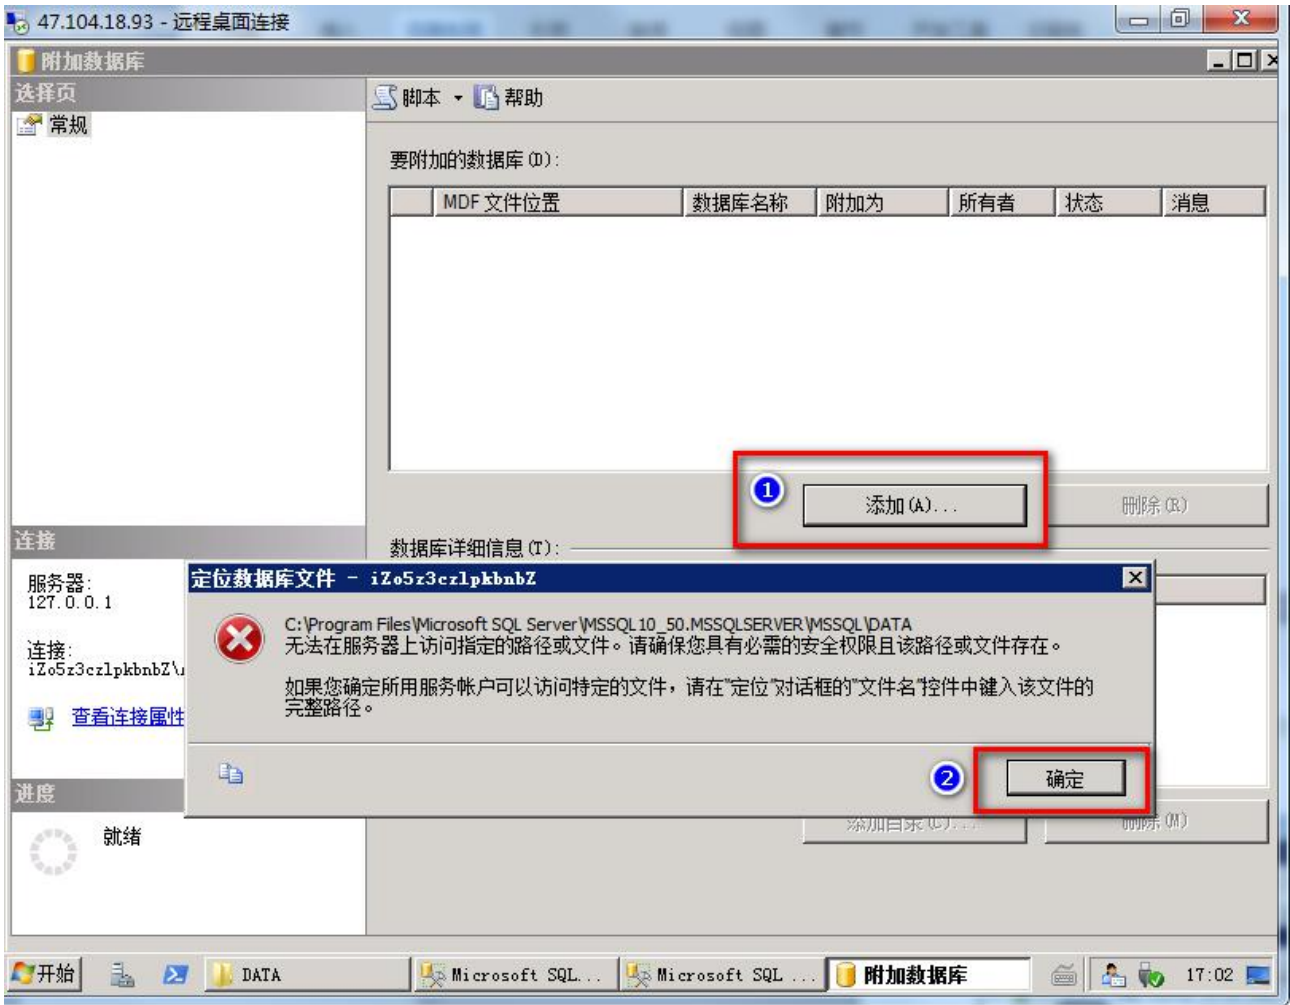 47.104.18.93 - 远程桌面连接
附加数据库
选择页
脚本 帮助
常规
要附加的数据库(D):
MDF 文件位置 数据库名称 附加为 所有者 状态 消息
1 添加(A)... 删除(R)
连接
数据库详细信息(T):
服务器:
127.0.0.1
定位数据库文件 - iZo5z3czlpkbnbZ
C:\Program Files\Microsoft SQL Server\MSSQL10_50.MSSQLSERVER\MSSQL\DATA
无法在服务器上访问指定的路径或文件。请确保您具有必需的安全权限且该路径或文件存在。
如果您确定所用服务帐户可以访问特定的文件，请在"定位"对话框的"文件名"控件中键入该文件的
完整路径。
连接:
iZo5z3czlpkbnbZ\
查看连接属性
2 确定
进度
就绪
添加目录 删除(M)
开始 DATA Microsoft SQL... Microsoft SQL ... 附加数据库 17:02